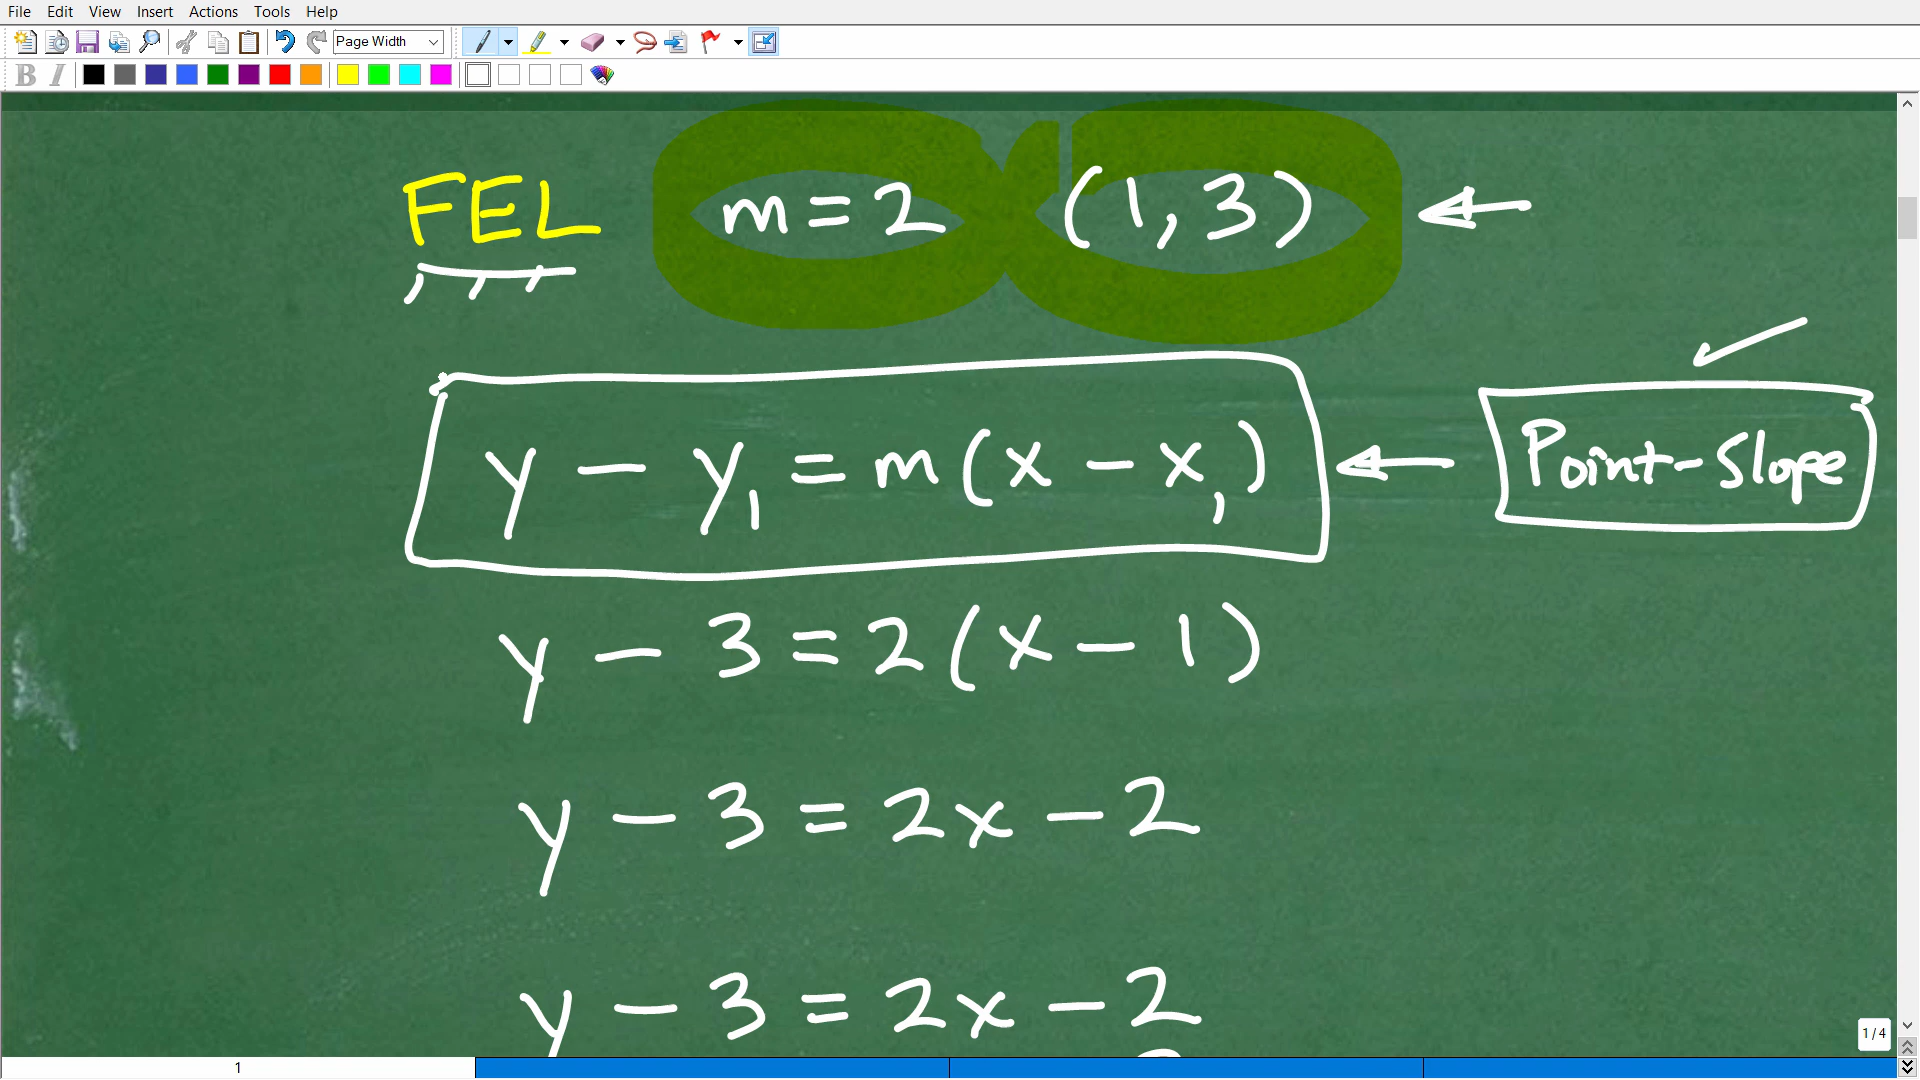 File Edit View Insert Actions Tools Help
Page Width
B I
FEL m = 2 (1, 3)
y - y₁ = m(x - x₁) Point-Slope
y - 3 = 2(x - 1)
y - 3 = 2x - 2
y - 3 = 2x - 2
1 / 4
1